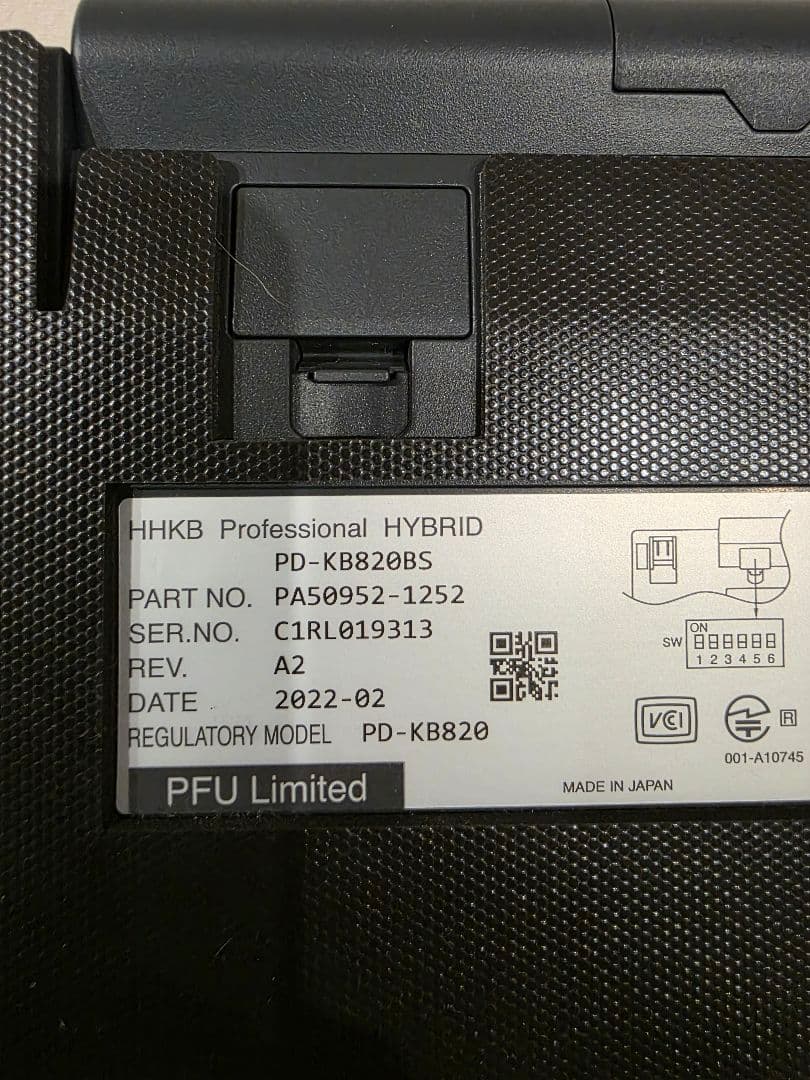 HHKB Professional HYBRID
PD-KB820BS
PART NO. PA50952-1252
SER.NO. C1RL019313
REV. A2
DATE 2022-02
REGULATORY MODEL PD-KB820
PFU Limited
SW
ON
1 2 3 4 5 6
VCI
R
001-A10745
MADE IN JAPAN